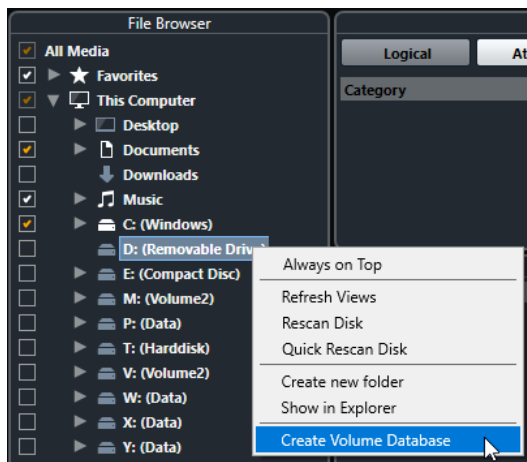 File Browser
All Media
Favorites
This Computer
Desktop
Documents
Downloads
Music
C: (Windows)
D: (Removable Drive)
E: (Compact Disc)
M: (Volume2)
P: (Data)
T: (Harddisk)
V: (Volume2)
W: (Data)
X: (Data)
Y: (Data)
Logical
At
Category
Always on Top
Refresh Views
Rescan Disk
Quick Rescan Disk
Create new folder
Show in Explorer
Create Volume Database